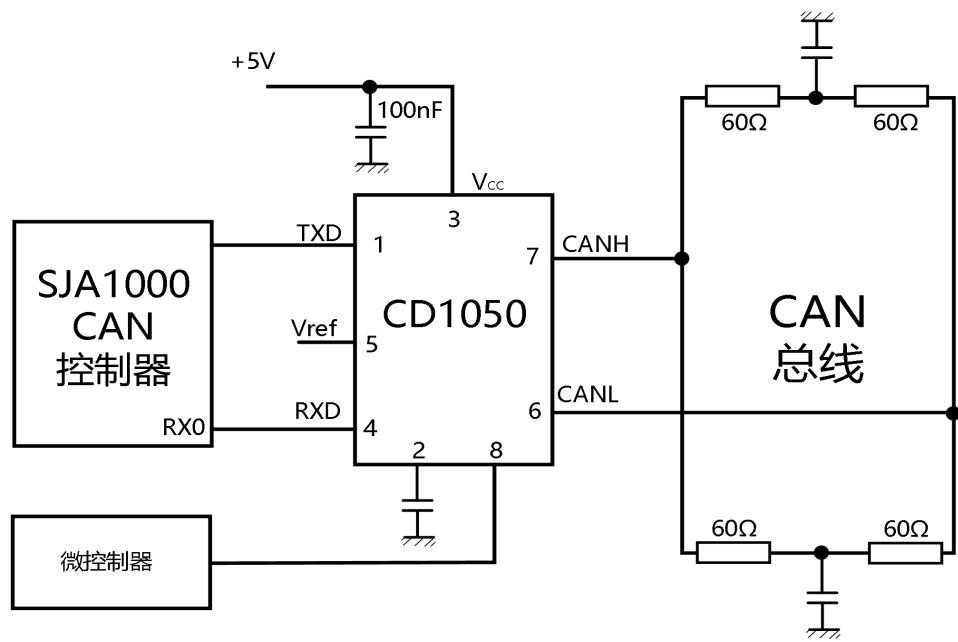 +5V
100nF
60Ω
60Ω
VCC
3
TXD
1
7
CANH
SJA1000
CAN
控制器
CD1050
CAN
总线
Vref
5
RXD
4
RX0
6
CANL
2
8
60Ω
60Ω
微控制器